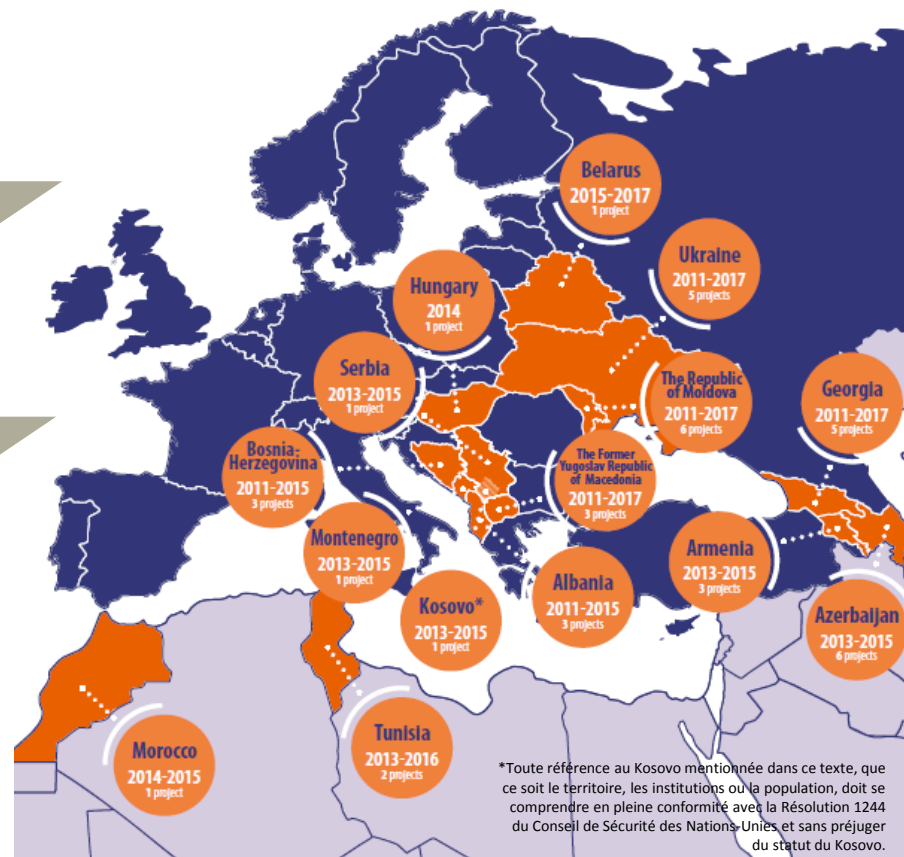 Belarus
2015-2017
1 project
Ukraine
2011-2017
5 projects
Hungary
2014
1 project
Serbia
2013-2015
1 project
The Republic
of Moldova
2011-2017
6 projects
Georgia
2011-2017
5 projects
Bosnia-
Herzegovina
2011-2015
3 projects
The Former
Yugoslav Republic
of Macedonia
2011-2017
3 projects
Montenegro
2013-2015
1 project
Armenia
2013-2015
3 projects
Kosovo*
2013-2015
1 project
Albania
2011-2015
3 projects
Azerbaijan
2013-2015
6 projects
Morocco
2014-2015
1 project
Tunisia
2013-2016
2 projects
*Toute référence au Kosovo mentionnée dans ce texte, que
ce soit le territoire, les institutions ou la population, doit se
comprendre en pleine conformité avec la Résolution 1244
du Conseil de Sécurité des Nations-Unies et sans préjuger
du statut du Kosovo.